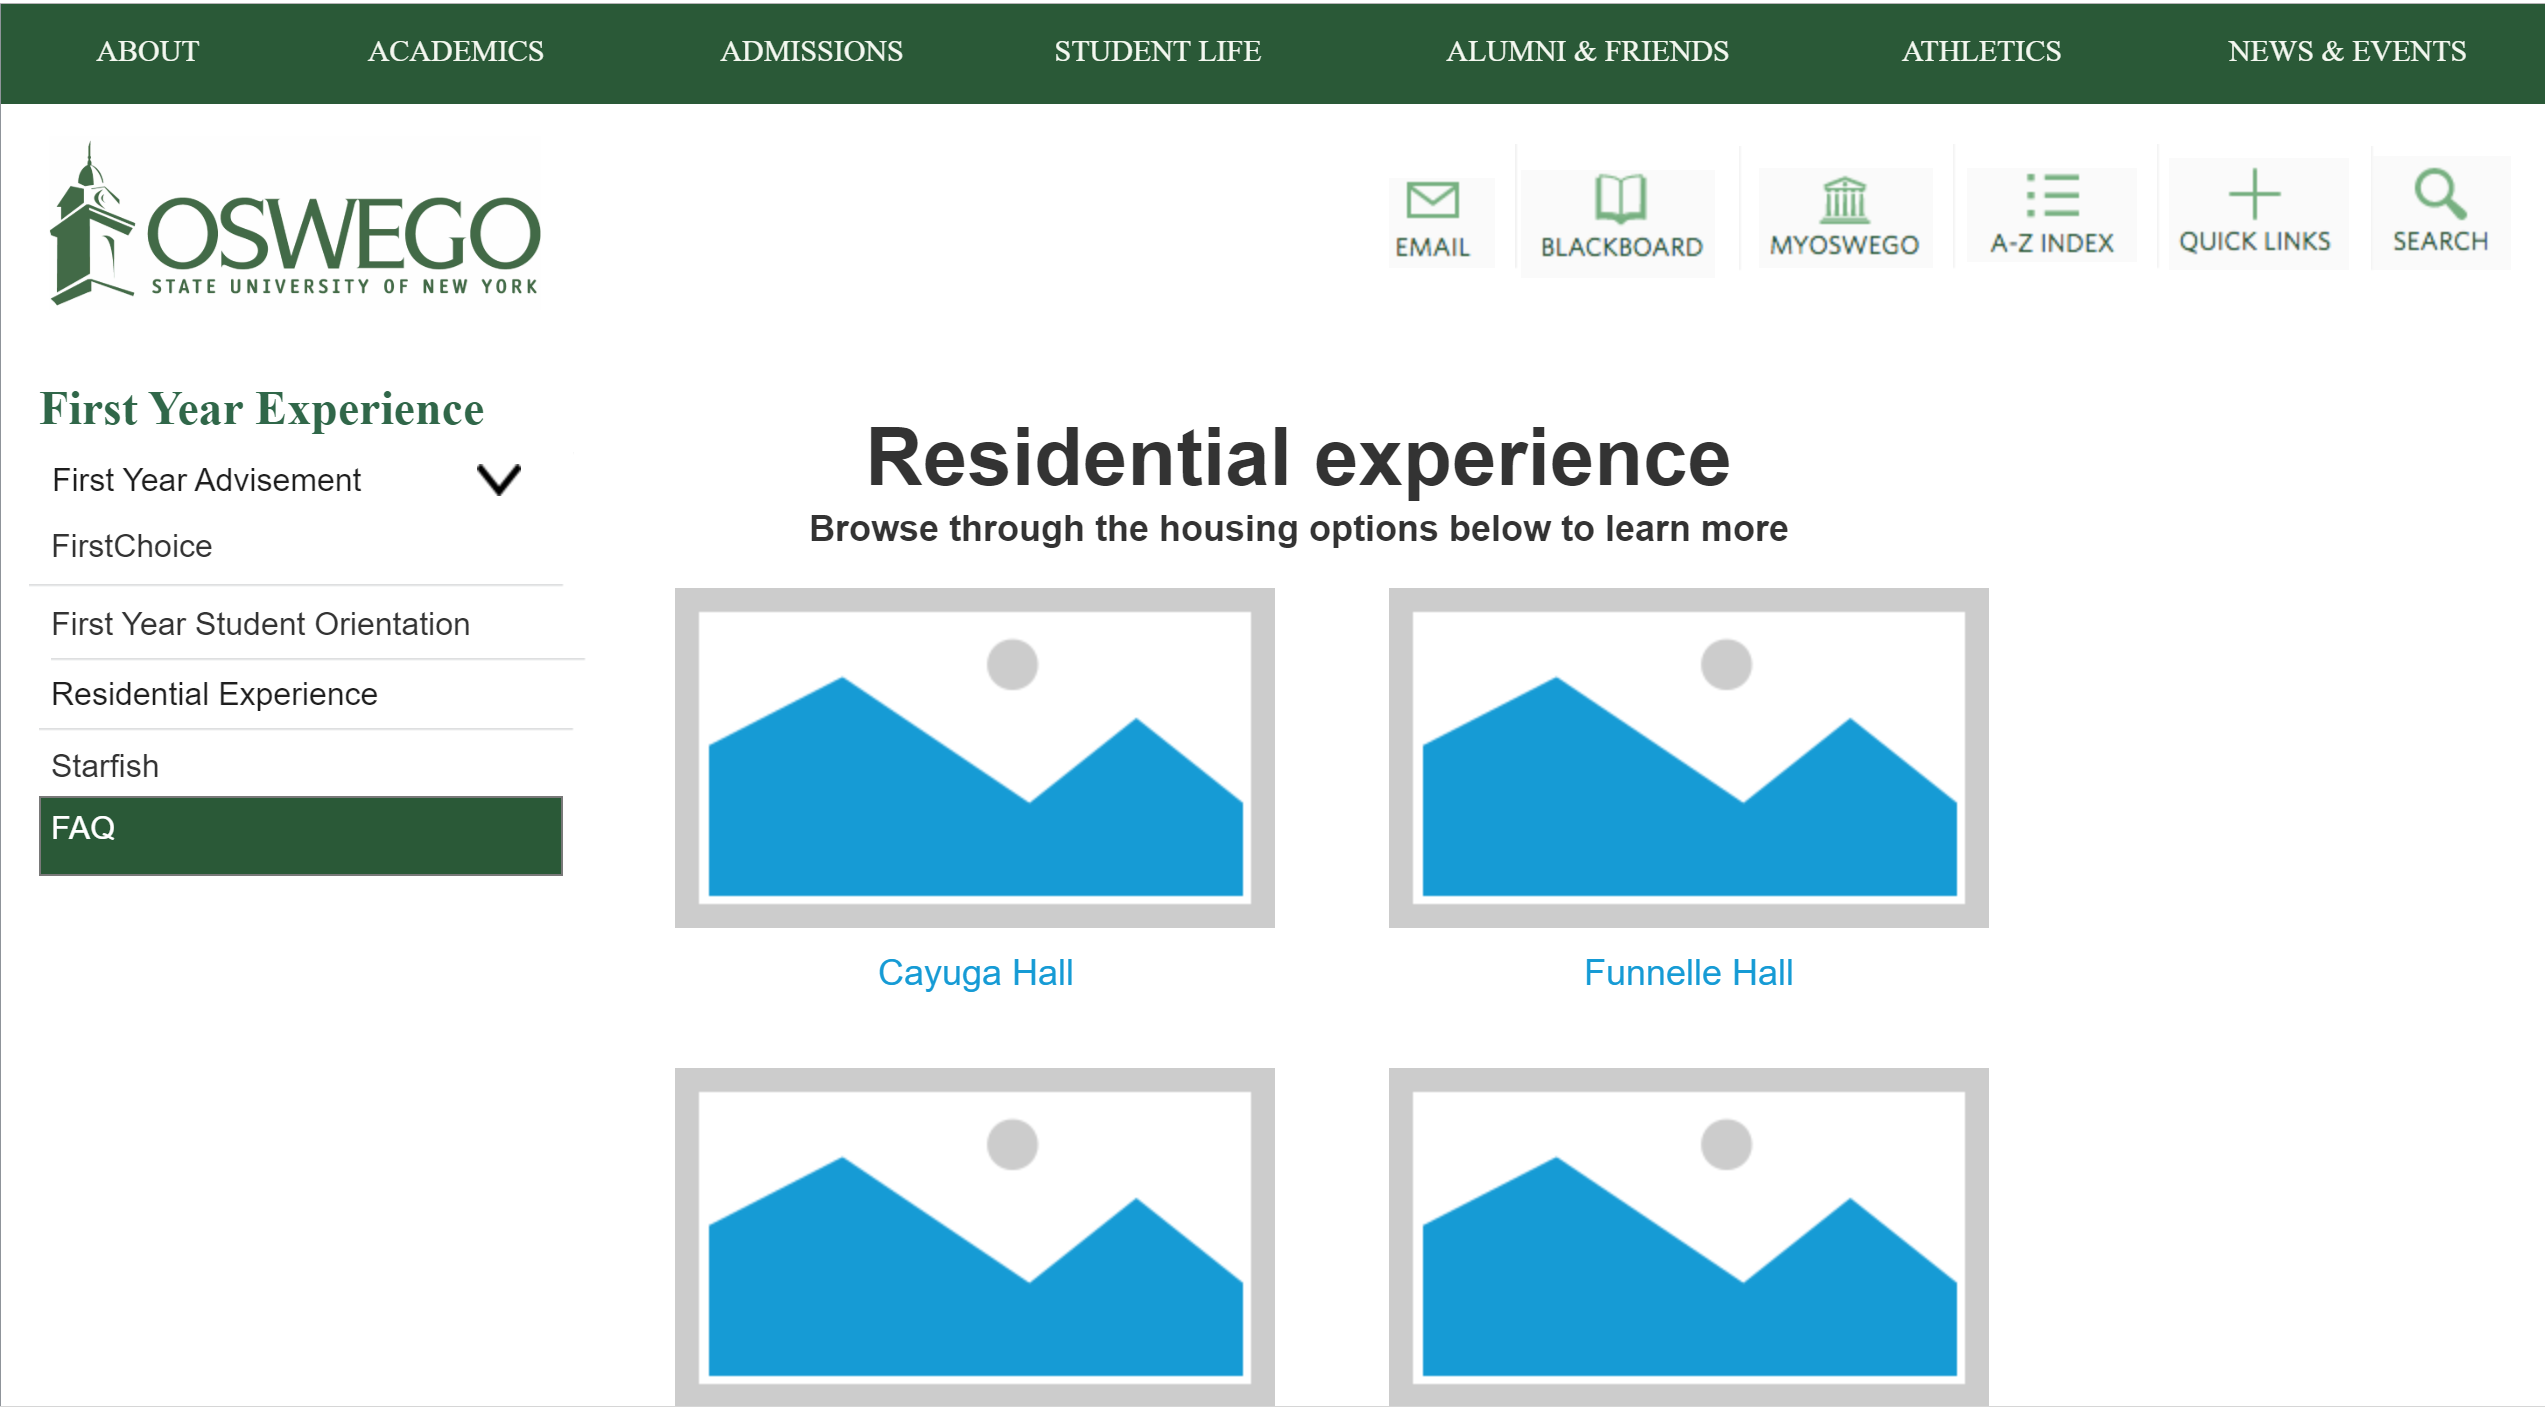 ABOUT ACADEMICS ADMISSIONS STUDENT LIFE ALUMNI & FRIENDS ATHLETICS NEWS & EVENTS
OSWEGO
STATE UNIVERSITY OF NEW YORK
EMAIL BLACKBOARD MYOSWEGO A-Z INDEX QUICK LINKS SEARCH
First Year Experience
First Year Advisement
FirstChoice
First Year Student Orientation
Residential Experience
Starfish
FAQ
Residential experience
Browse through the housing options below to learn more
Cayuga Hall Funnelle Hall